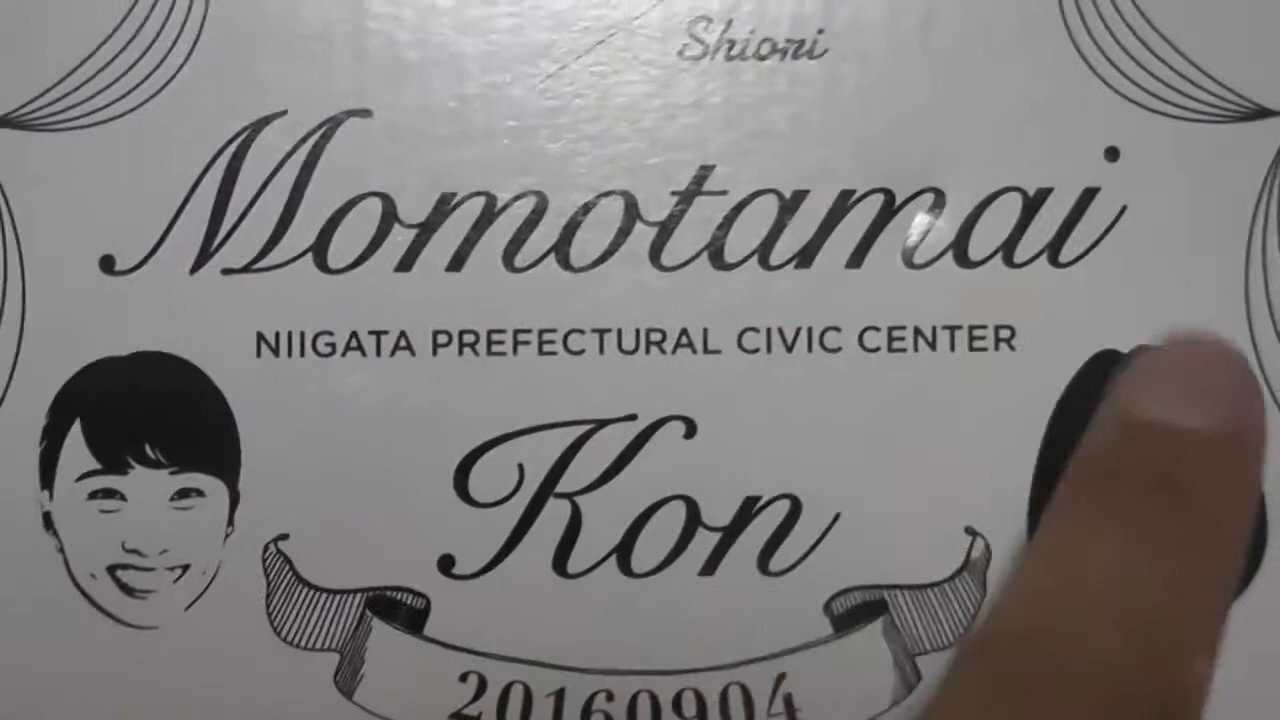 Shiori
Momotamai
NIIGATA PREFECTURAL CIVIC CENTER
Kon
20160904